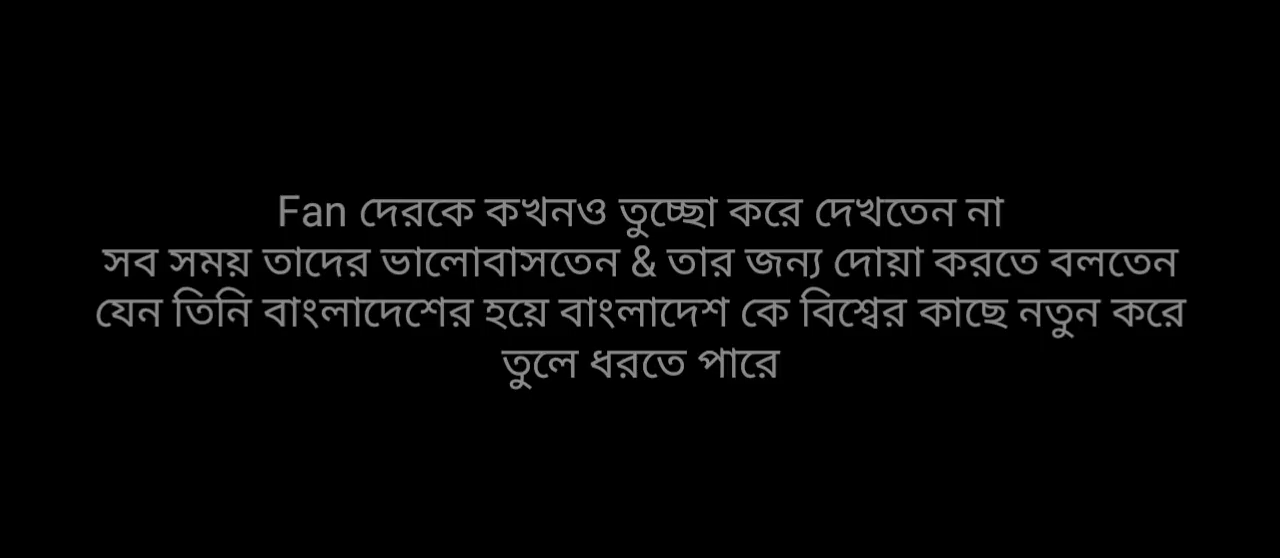 Fan দেরকে কখনও তুচ্ছো করে দেখতেন না
সব সময় তাদের ভালোবাসতেন & তার জন্য দোয়া করতে বলতেন
যেন তিনি বাংলাদেশের হয়ে বাংলাদেশ কে বিশ্বের কাছে নতুন করে
তুলে ধরতে পারে